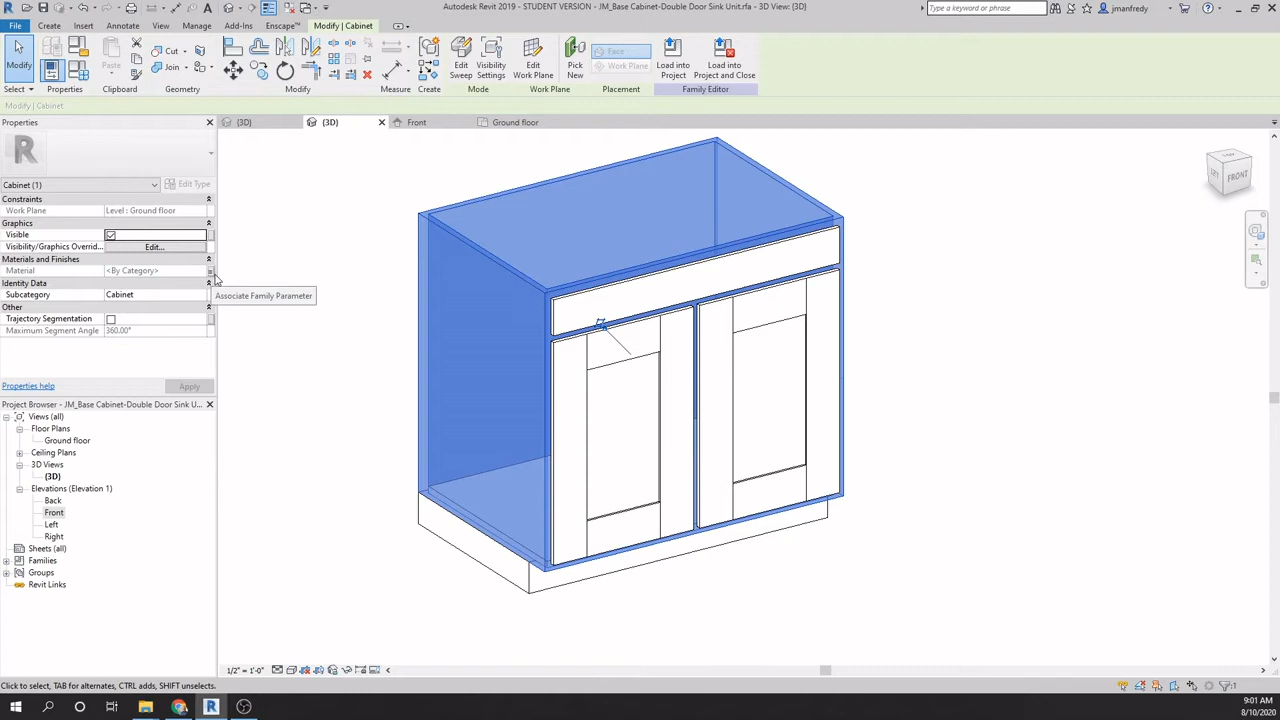 Autodesk Revit 2019 - STUDENT VERSION - JM_Base Cabinet-Double Door Sink Unit.rfa - 3D View: {3D}
Type a keyword or phrase
jmanfredy
File Create Insert Annotate View Manage Add-Ins Enscape™ Modify | Cabinet
Modify
Paste
Cut
Join
Edit Sweep
Visibility Settings
Edit Work Plane
Pick New
Face
Work Plane
Load into Project
Load into Project and Close
Select Properties Clipboard Geometry Modify Measure Create Mode Work Plane Placement Family Editor
Modify | Cabinet
Properties
{3D} {3D} Front Ground floor
Cabinet (1) Edit Type
Constraints
Work Plane Level : Ground floor
Graphics
Visible
Visibility/Graphics Overrid... Edit...
Materials and Finishes
Material <By Category>
Identity Data
Associate Family Parameter
Subcategory Cabinet
Other
Trajectory Segmentation
Maximum Segment Angle 360.00°
Properties help Apply
Project Browser - JM_Base Cabinet-Double Door Sink U...
Views (all)
Floor Plans
Ground floor
Ceiling Plans
3D Views
{3D}
Elevations (Elevation 1)
Back
Front
Left
Right
Sheets (all)
Families
Groups
Revit Links
FRONT
1/2" = 1'-0"
Click to select, TAB for alternates, CTRL adds, SHIFT unselects.
:1
9:01 AM
8/10/2020